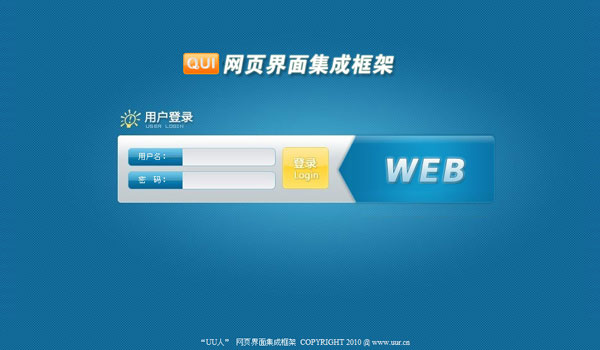 QUI 网页界面集成框架
用户登录
USER LOGIN
用户名：
密 码：
登录
Login
WEB
“UU人” 网页界面集成框架 COPYRIGHT 2010 @ www.uur.cn